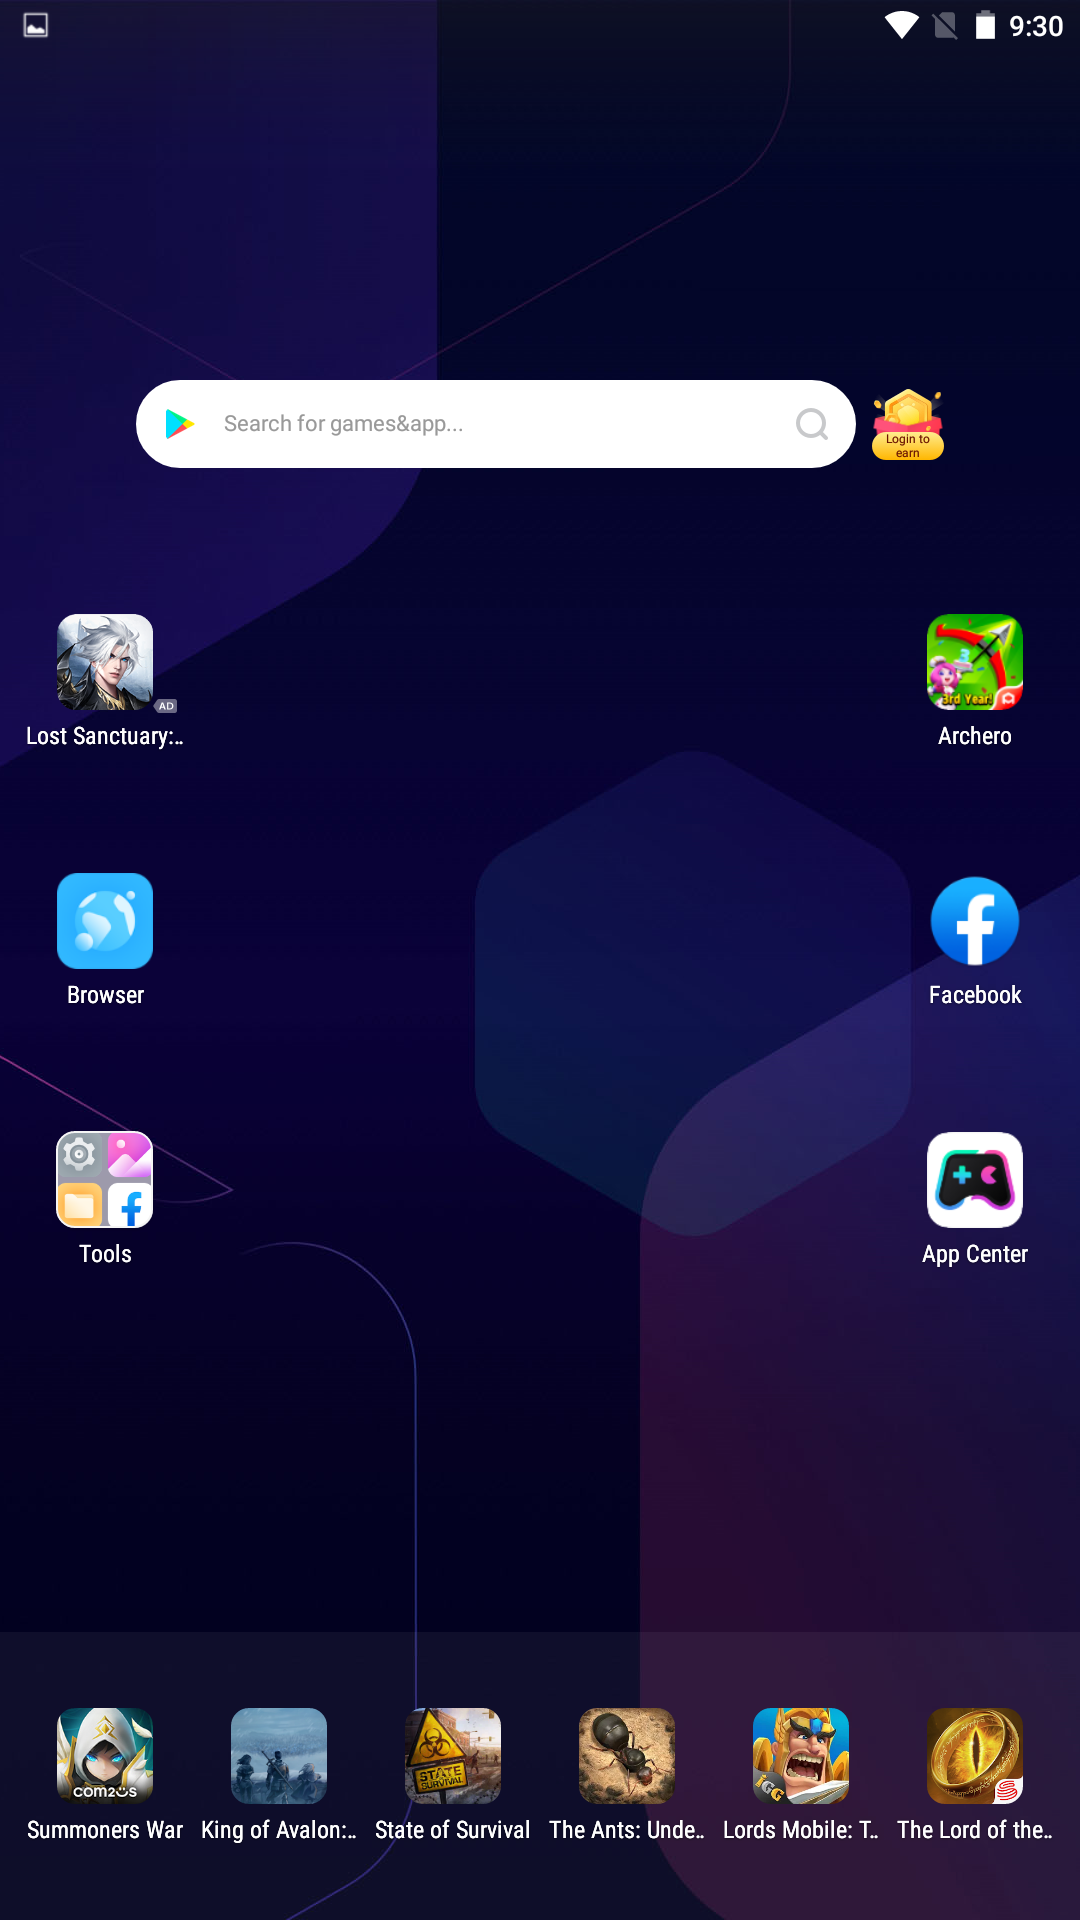 9:30
Search for games&app...
Login to
earn
AD
3
3rd Year!
Lost Sanctuary:..
Archero
Browser
Facebook
Tools
App Center
com2us
STATE
SURVIVAL
IGG
Summoners War
King of Avalon:..
State of Survival
The Ants: Unde..
Lords Mobile: T..
The Lord of the..